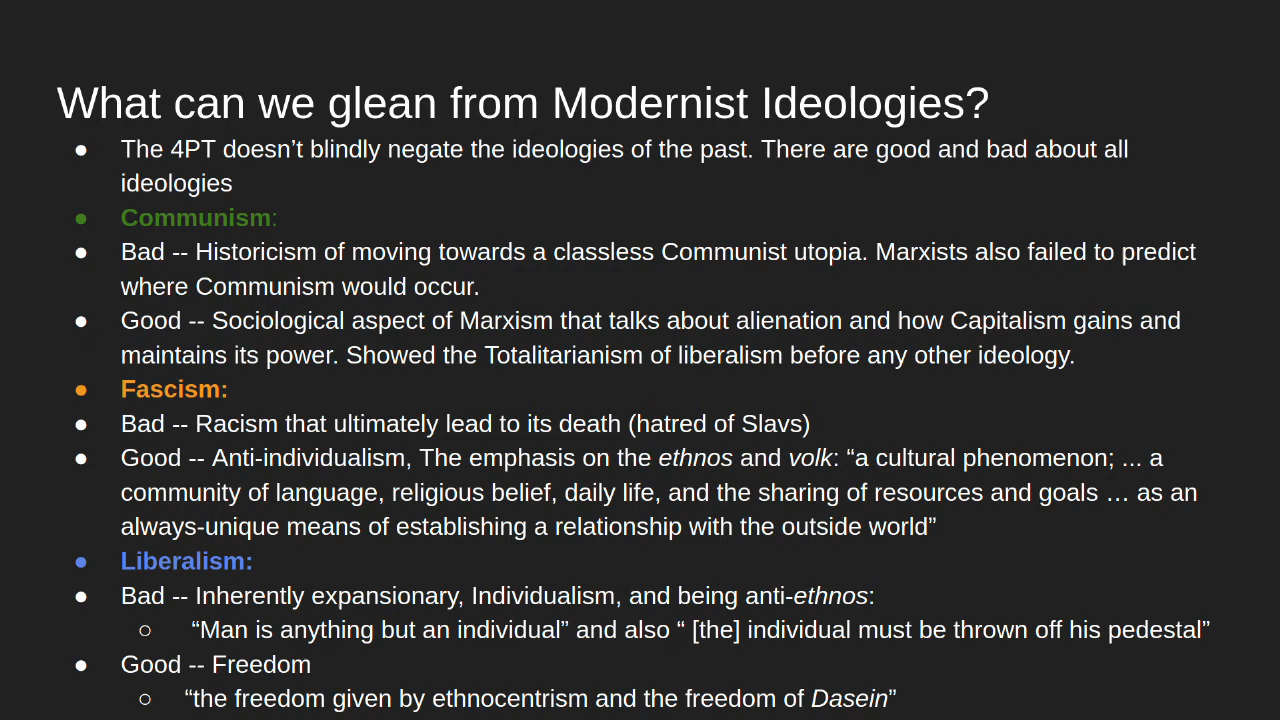 What can we glean from Modernist Ideologies?
● The 4PT doesn’t blindly negate the ideologies of the past. There are good and bad about all
ideologies
● Communism:
● Bad -- Historicism of moving towards a classless Communist utopia. Marxists also failed to predict
where Communism would occur.
● Good -- Sociological aspect of Marxism that talks about alienation and how Capitalism gains and
maintains its power. Showed the Totalitarianism of liberalism before any other ideology.
● Fascism:
● Bad -- Racism that ultimately lead to its death (hatred of Slavs)
● Good -- Anti-individualism, The emphasis on the ethnos and volk: “a cultural phenomenon; ... a
community of language, religious belief, daily life, and the sharing of resources and goals … as an
always-unique means of establishing a relationship with the outside world”
● Liberalism:
● Bad -- Inherently expansionary, Individualism, and being anti-ethnos:
○ “Man is anything but an individual” and also “ [the] individual must be thrown off his pedestal”
● Good -- Freedom
○ “the freedom given by ethnocentrism and the freedom of Dasein”